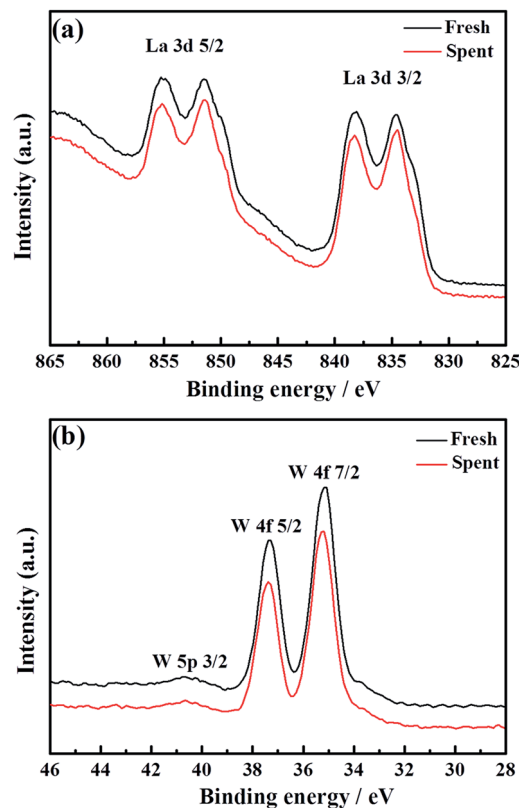 (a)
La 3d 5/2
La 3d 3/2
Fresh
Spent
Intensity (a.u.)
865 860 855 850 845 840 835 830 825
Binding energy / eV
(b)
Fresh
Spent
W 4f 7/2
W 4f 5/2
W 5p 3/2
Intensity (a.u.)
46 44 42 40 38 36 34 32 30 28
Binding energy / eV